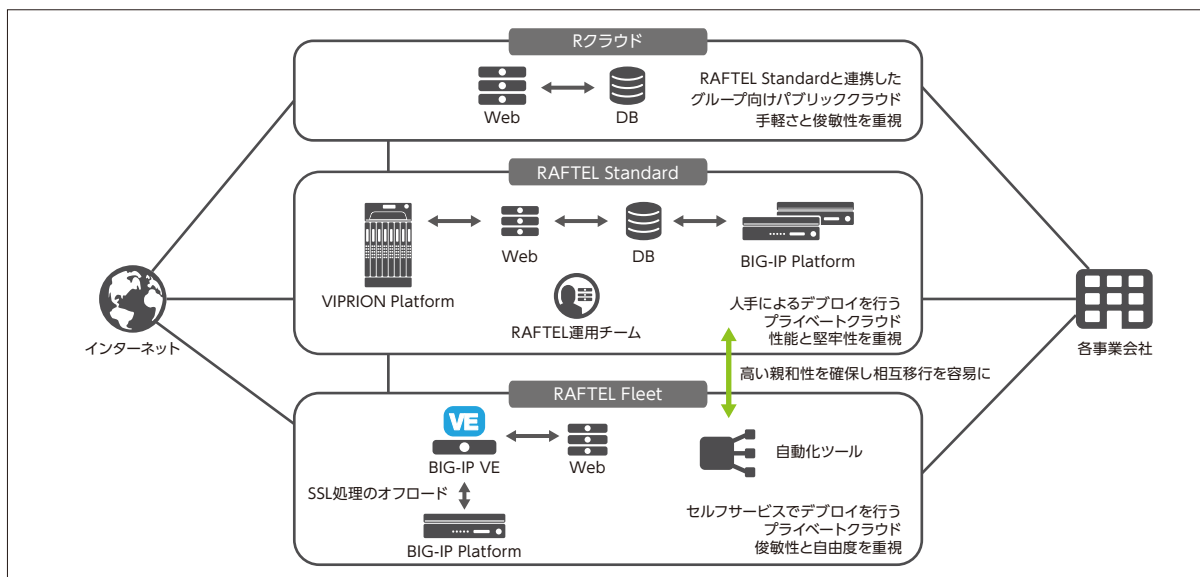 Rクラウド
Web
DB
RAFTEL Standardと連携した
グループ向けパブリッククラウド
手軽さと俊敏性を重視
RAFTEL Standard
VIPRION Platform
Web
DB
BIG-IP Platform
RAFTEL運用チーム
人手によるデプロイを行う
プライベートクラウド
性能と堅牢性を重視
インターネット
各事業会社
高い親和性を確保し相互移行を容易に
RAFTEL Fleet
VE
BIG-IP VE
Web
自動化ツール
SSL処理のオフロード
BIG-IP Platform
セルフサービスでデプロイを行う
プライベートクラウド
俊敏性と自由度を重視